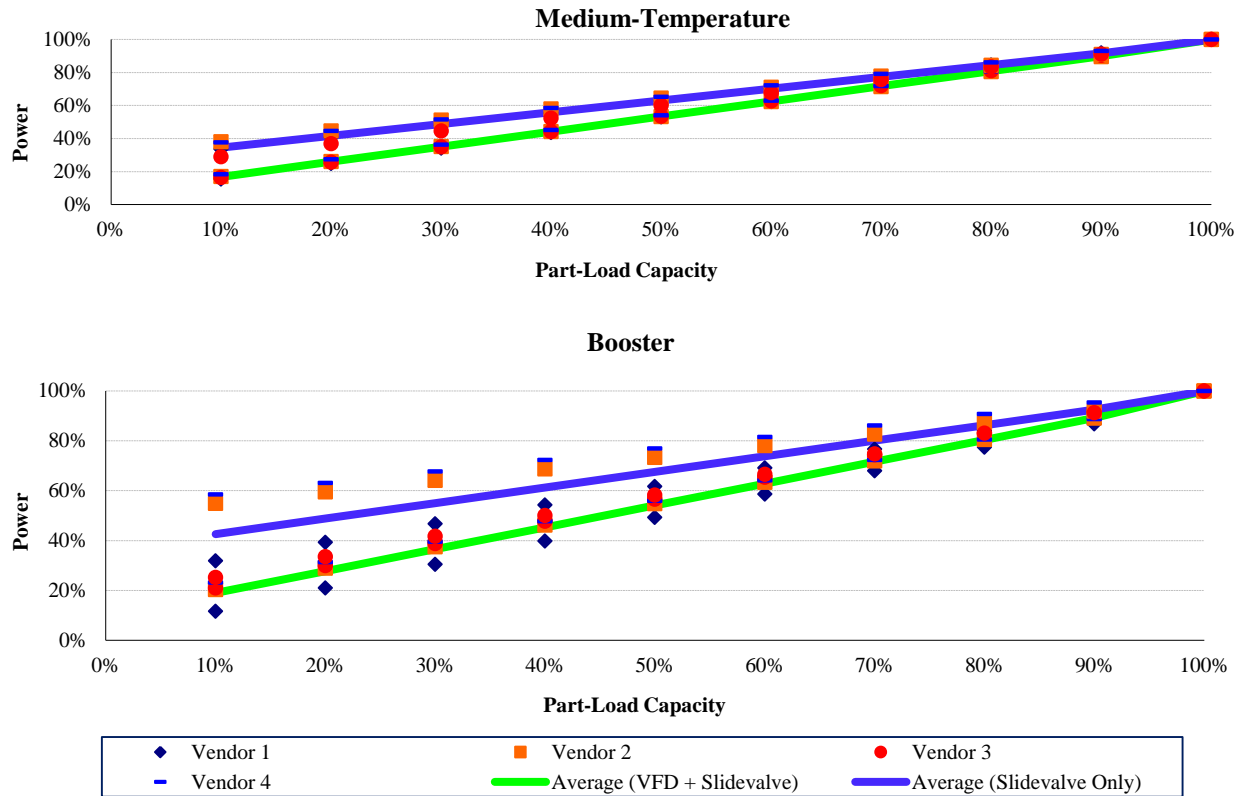 Medium-Temperature
100%
80%
60%
40%
20%
0%
Power
0% 10% 20% 30% 40% 50% 60% 70% 80% 90% 100%
Part-Load Capacity
Booster
100%
80%
60%
40%
20%
0%
Power
0% 10% 20% 30% 40% 50% 60% 70% 80% 90% 100%
Part-Load Capacity
Vendor 1 Vendor 2 Vendor 3
Vendor 4 Average (VFD + Slidevalve) Average (Slidevalve Only)